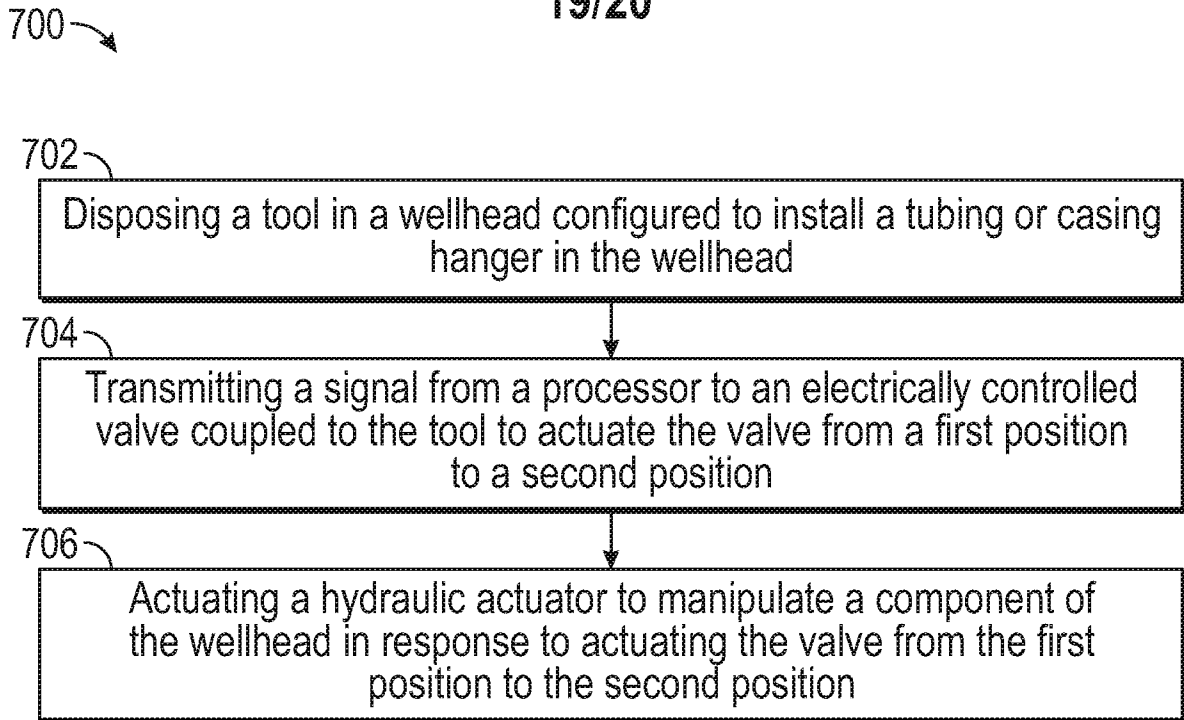 19/20
700
702
Disposing a tool in a wellhead configured to install a tubing or casing
hanger in the wellhead
704
Transmitting a signal from a processor to an electrically controlled
valve coupled to the tool to actuate the valve from a first position
to a second position
706
Actuating a hydraulic actuator to manipulate a component of
the wellhead in response to actuating the valve from the first
position to the second position